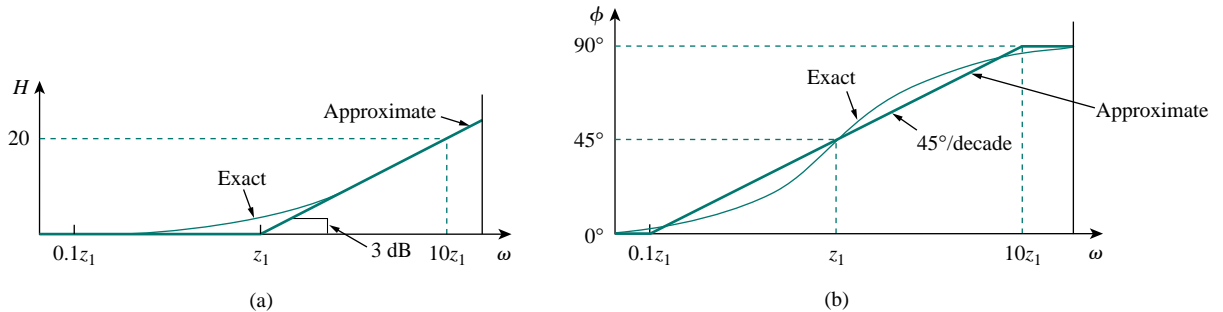 H
20
Approximate
Exact
3 dB
0.1z₁
z₁
10z₁
ω
(a)
ϕ
90°
45°
0°
Exact
Approximate
45°/decade
0.1z₁
z₁
10z₁
ω
(b)